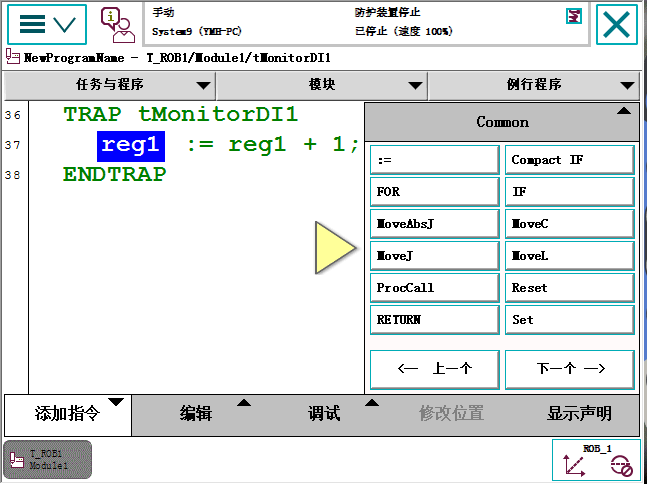 手动
防护装置停止
System9 (YMH-PC)
已停止 (速度 100%)
NewProgramName - T_ROB1/Module1/tMonitorDI1
任务与程序
模块
例行程序
36 TRAP tMonitorDI1
37 reg1 := reg1 + 1;
38 ENDTRAP
Common
:=
Compact IF
FOR
IF
MoveAbsJ
MoveC
MoveJ
MoveL
ProcCall
Reset
RETURN
Set
<— 上一个
下一个 —>
添加指令
编辑
调试
修改位置
显示声明
T_ROB1
Module1
ROB_1